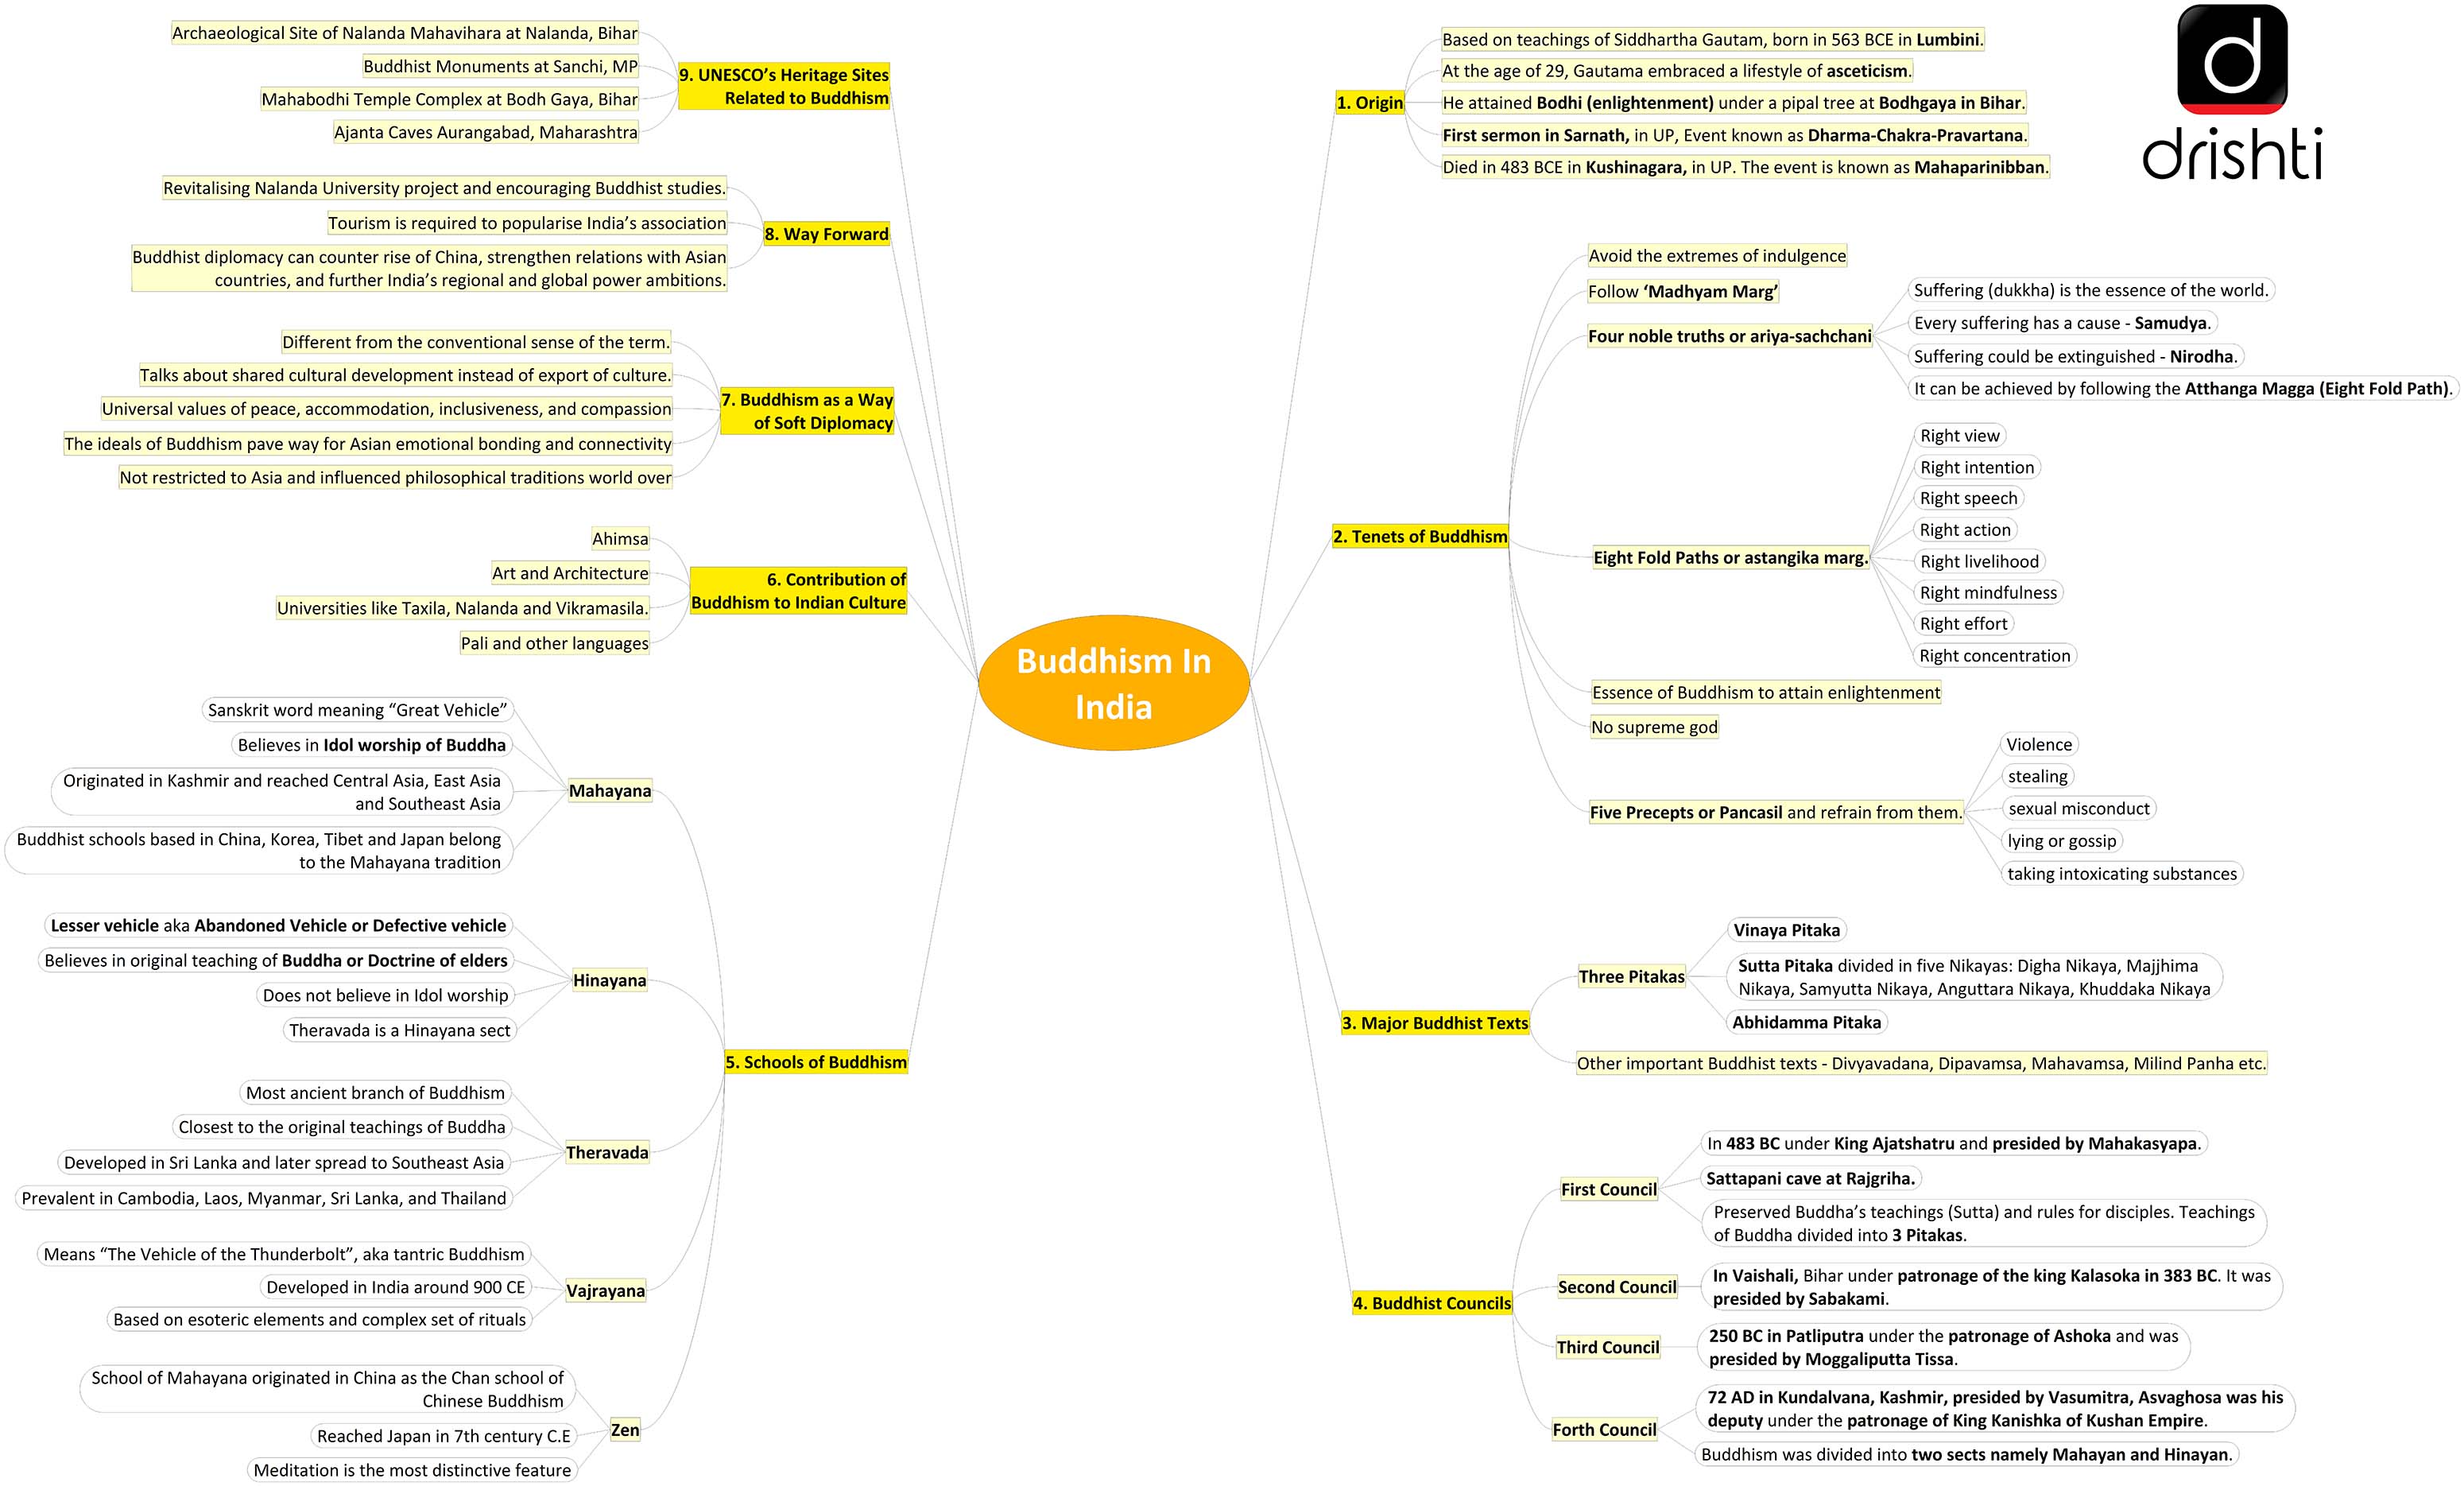 drishti
Buddhism In
India
1. Origin
Based on teachings of Siddhartha Gautam, born in 563 BCE in Lumbini.
At the age of 29, Gautama embraced a lifestyle of asceticism.
He attained Bodhi (enlightenment) under a pipal tree at Bodhgaya in Bihar.
First sermon in Sarnath, in UP, Event known as Dharma-Chakra-Pravartana.
Died in 483 BCE in Kushinagara, in UP. The event is known as Mahaparinibban.
2. Tenets of Buddhism
Avoid the extremes of indulgence
Follow ‘Madhyam Marg’
Four noble truths or ariya-sachchani
Suffering (dukkha) is the essence of the world.
Every suffering has a cause - Samudya.
Suffering could be extinguished - Nirodha.
It can be achieved by following the Atthanga Magga (Eight Fold Path).
Eight Fold Paths or astangika marg.
Right view
Right intention
Right speech
Right action
Right livelihood
Right mindfulness
Right effort
Right concentration
Essence of Buddhism to attain enlightenment
No supreme god
Five Precepts or Pancasil and refrain from them.
Violence
stealing
sexual misconduct
lying or gossip
taking intoxicating substances
3. Major Buddhist Texts
Three Pitakas
Vinaya Pitaka
Sutta Pitaka divided in five Nikayas: Digha Nikaya, Majjhima
Nikaya, Samyutta Nikaya, Anguttara Nikaya, Khuddaka Nikaya
Abhidamma Pitaka
Other important Buddhist texts - Divyavadana, Dipavamsa, Mahavamsa, Milind Panha etc.
4. Buddhist Councils
First Council
In 483 BC under King Ajatshatru and presided by Mahakasyapa.
Sattapani cave at Rajgriha.
Preserved Buddha’s teachings (Sutta) and rules for disciples. Teachings
of Buddha divided into 3 Pitakas.
Second Council
In Vaishali, Bihar under patronage of the king Kalasoka in 383 BC. It was
presided by Sabakami.
Third Council
250 BC in Patliputra under the patronage of Ashoka and was
presided by Moggaliputta Tissa.
Forth Council
72 AD in Kundalvana, Kashmir, presided by Vasumitra, Asvaghosa was his
deputy under the patronage of King Kanishka of Kushan Empire.
Buddhism was divided into two sects namely Mahayan and Hinayan.
5. Schools of Buddhism
Mahayana
Sanskrit word meaning “Great Vehicle”
Believes in Idol worship of Buddha
Originated in Kashmir and reached Central Asia, East Asia
and Southeast Asia
Buddhist schools based in China, Korea, Tibet and Japan belong
to the Mahayana tradition
Hinayana
Lesser vehicle aka Abandoned Vehicle or Defective vehicle
Believes in original teaching of Buddha or Doctrine of elders
Does not believe in Idol worship
Theravada is a Hinayana sect
Theravada
Most ancient branch of Buddhism
Closest to the original teachings of Buddha
Developed in Sri Lanka and later spread to Southeast Asia
Prevalent in Cambodia, Laos, Myanmar, Sri Lanka, and Thailand
Vajrayana
Means “The Vehicle of the Thunderbolt”, aka tantric Buddhism
Developed in India around 900 CE
Based on esoteric elements and complex set of rituals
Zen
School of Mahayana originated in China as the Chan school of
Chinese Buddhism
Reached Japan in 7th century C.E
Meditation is the most distinctive feature
6. Contribution of
Buddhism to Indian Culture
Ahimsa
Art and Architecture
Universities like Taxila, Nalanda and Vikramasila.
Pali and other languages
7. Buddhism as a Way
of Soft Diplomacy
Different from the conventional sense of the term.
Talks about shared cultural development instead of export of culture.
Universal values of peace, accommodation, inclusiveness, and compassion
The ideals of Buddhism pave way for Asian emotional bonding and connectivity
Not restricted to Asia and influenced philosophical traditions world over
8. Way Forward
Revitalising Nalanda University project and encouraging Buddhist studies.
Tourism is required to popularise India’s association
Buddhist diplomacy can counter rise of China, strengthen relations with Asian
countries, and further India’s regional and global power ambitions.
9. UNESCO’s Heritage Sites
Related to Buddhism
Archaeological Site of Nalanda Mahavihara at Nalanda, Bihar
Buddhist Monuments at Sanchi, MP
Mahabodhi Temple Complex at Bodh Gaya, Bihar
Ajanta Caves Aurangabad, Maharashtra